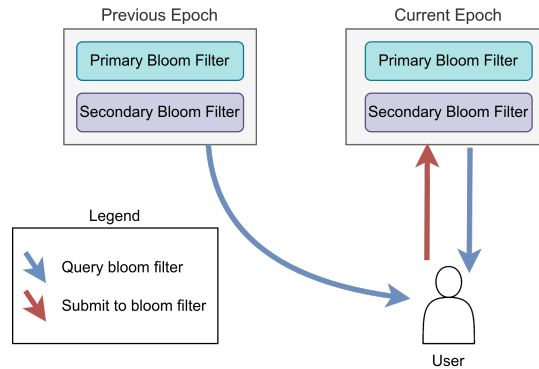 Previous Epoch
Primary Bloom Filter
Secondary Bloom Filter
Current Epoch
Primary Bloom Filter
Secondary Bloom Filter
Legend
Query bloom filter
Submit to bloom filter
User